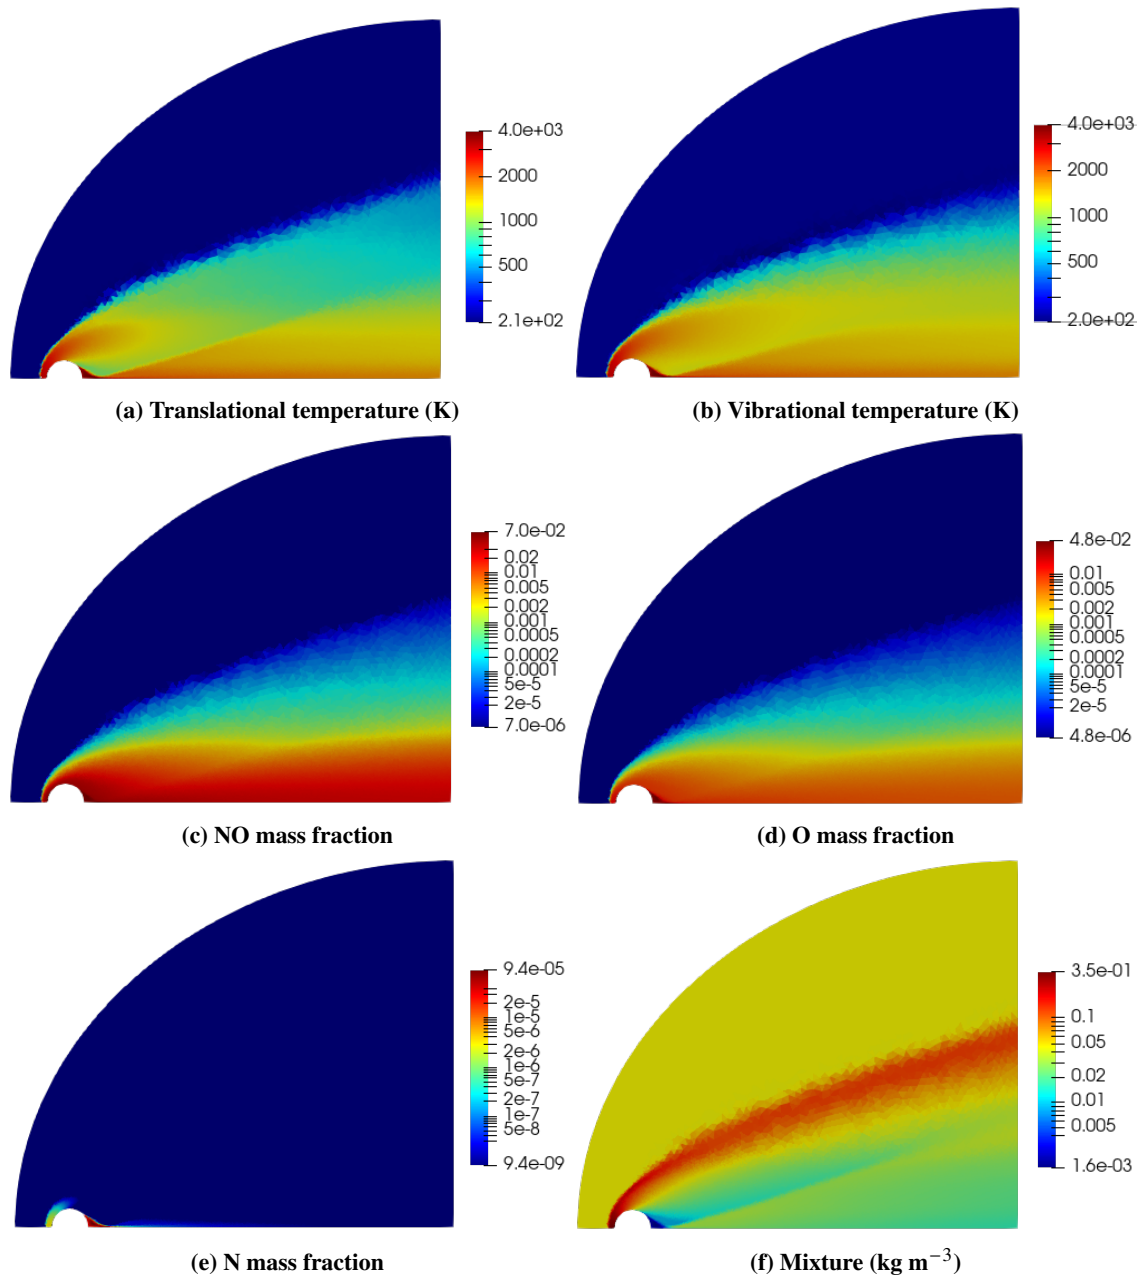 4.0e+03
2000
1000
500
2.1e+02
4.0e+03
2000
1000
500
2.0e+02
(a) Translational temperature (K)
(b) Vibrational temperature (K)
7.0e-02
0.02
0.01
0.005
0.002
0.001
0.0005
0.0002
0.0001
5e-5
2e-5
7.0e-06
4.8e-02
0.01
0.005
0.002
0.001
0.0005
0.0002
0.0001
5e-5
2e-5
4.8e-06
(c) NO mass fraction
(d) O mass fraction
9.4e-05
2e-5
1e-5
5e-6
2e-6
1e-6
5e-7
2e-7
1e-7
5e-8
9.4e-09
3.5e-01
0.1
0.05
0.02
0.01
0.005
1.6e-03
(e) N mass fraction
(f) Mixture (kg m⁻³)